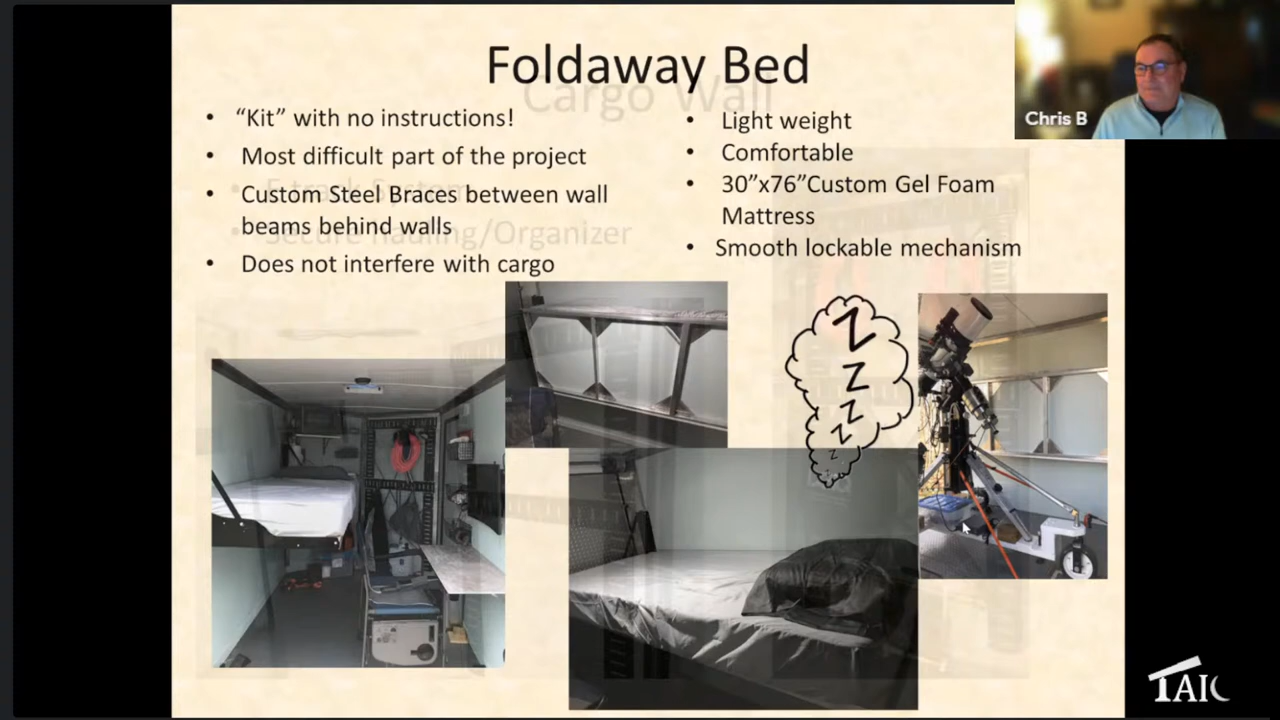 Foldaway Bed
Cargo Wall
• “Kit” with no instructions!
• Most difficult part of the project
• Custom Steel Braces between wall
beams behind walls
• Does not interfere with cargo
Secure hauling/Organizer
• Light weight
• Comfortable
• 30”x76”Custom Gel Foam
Mattress
• Smooth lockable mechanism
Z
Z
Z
Z
Z
Chris B
TAIC